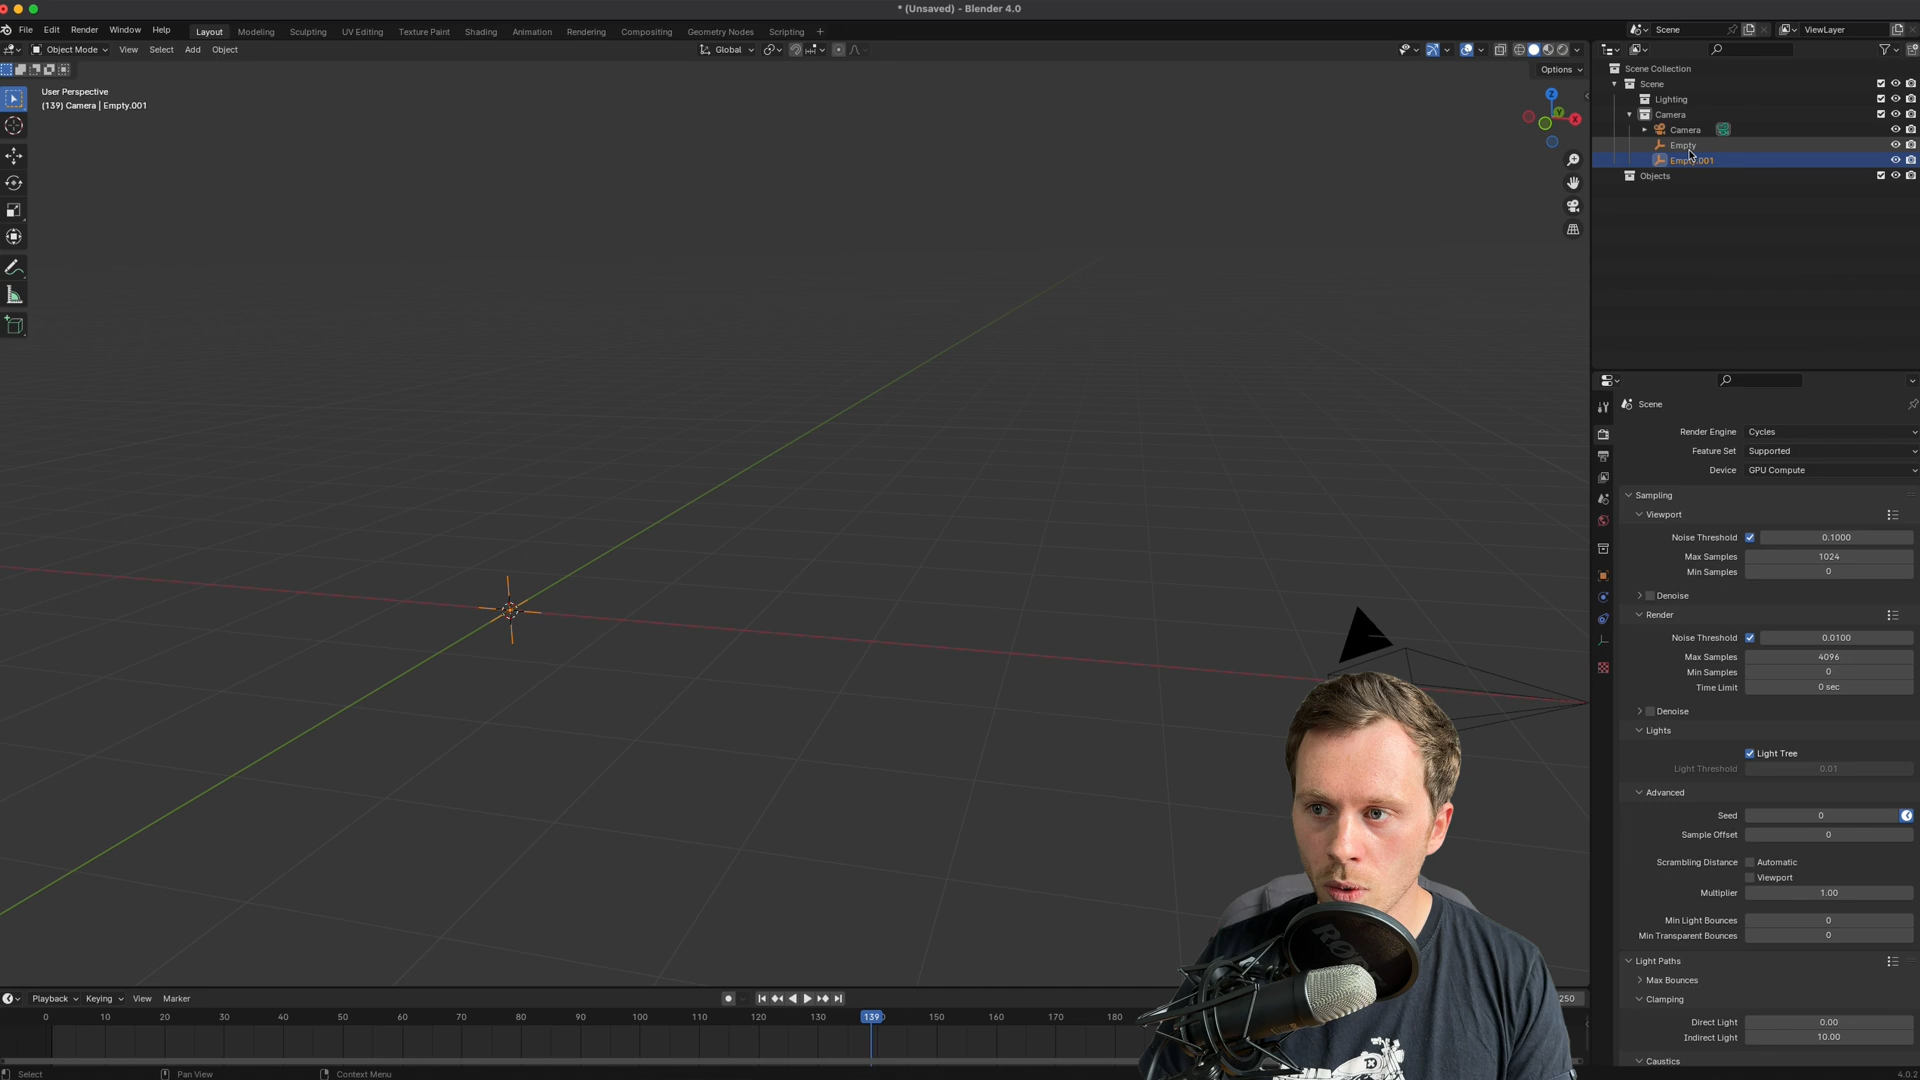 * (Unsaved) - Blender 4.0
File Edit Render Window Help
Layout Modeling Sculpting UV Editing Texture Paint Shading Animation Rendering Compositing Geometry Nodes Scripting +
Scene
ViewLayer
Object Mode View Select Add Object
Global
Options
User Perspective
(139) Camera | Empty.001
Z
Y
X
Scene Collection
Scene
Lighting
Camera
Camera
Empty
Empty.001
Objects
Scene
Render Engine Cycles
Feature Set Supported
Device GPU Compute
Sampling
Viewport
Noise Threshold 0.1000
Max Samples 1024
Min Samples 0
Denoise
Render
Noise Threshold 0.0100
Max Samples 4096
Min Samples 0
Time Limit 0 sec
Denoise
Lights
Light Tree
Light Threshold 0.01
Advanced
Seed 0
Sample Offset 0
Scrambling Distance Automatic
Viewport
Multiplier 1.00
Min Light Bounces 0
Min Transparent Bounces 0
Light Paths
Max Bounces
Clamping
Direct Light 0.00
Indirect Light 10.00
Caustics
Playback Keying View Marker
250
0 10 20 30 40 50 60 70 80 90 100 110 120 130 139 150 160 170 180
RØDE
Select Pan View Context Menu
4.0.2